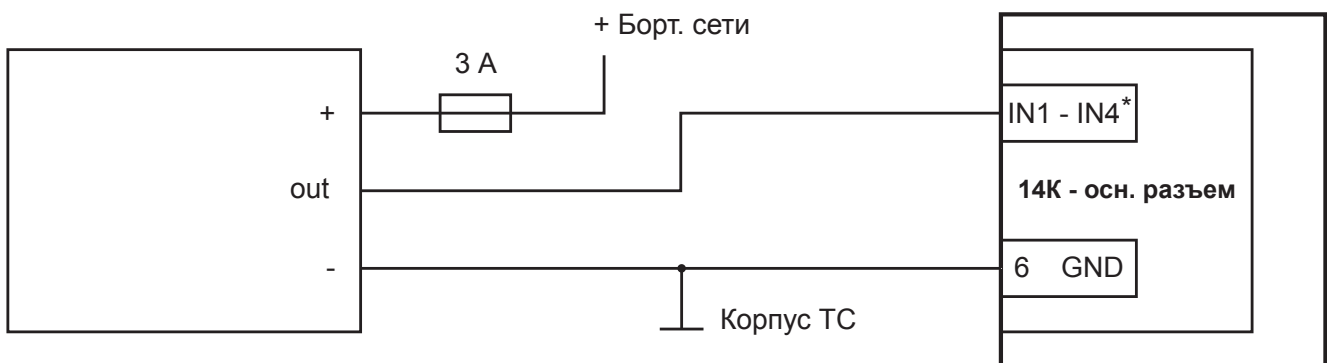 + Борт. сети
3 А
+
IN1 - IN4*
out
14К - осн. разъем
-
6 GND
Корпус ТС